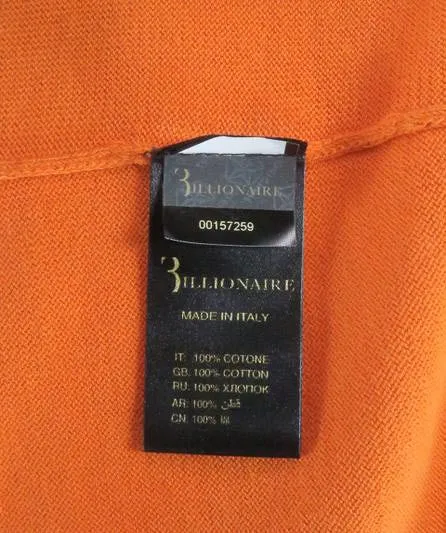 BILLIONAIRE
00157259
BILLIONAIRE
MADE IN ITALY
IT: 100% COTONE
GB: 100% COTTON
RU: 100% ХЛОПОК
AR: 100% قطن
CN: 100% 棉